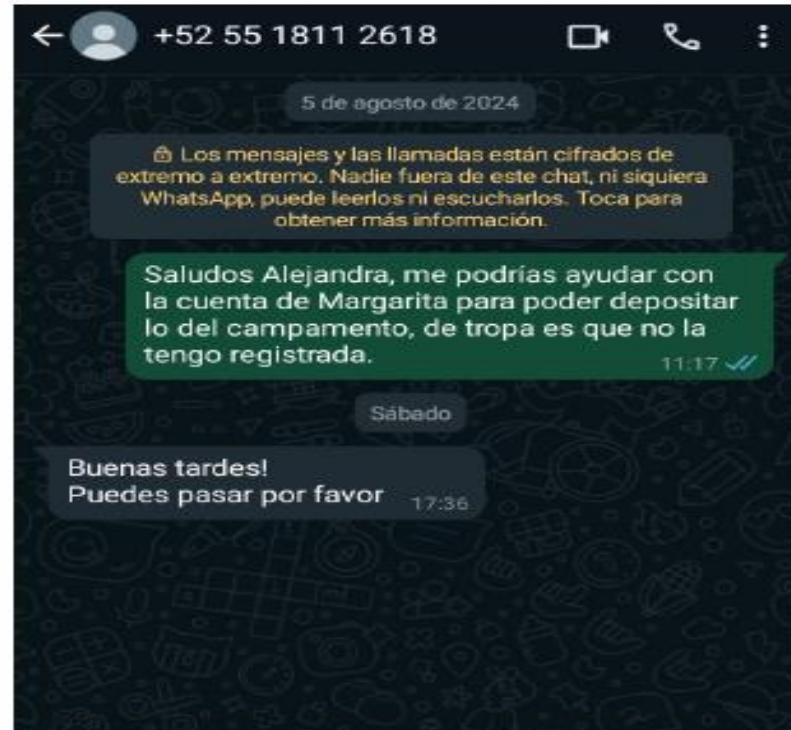 +52 55 1811 2618
5 de agosto de 2024
Los mensajes y las llamadas están cifrados de
extremo a extremo. Nadie fuera de este chat, ni siquiera
WhatsApp, puede leerlos ni escucharlos. Toca para
obtener más información.
Saludos Alejandra, me podrías ayudar con
la cuenta de Margarita para poder depositar
lo del campamento, de tropa es que no la
tengo registrada.
11:17
Sábado
Buenas tardes!
Puedes pasar por favor 17:36